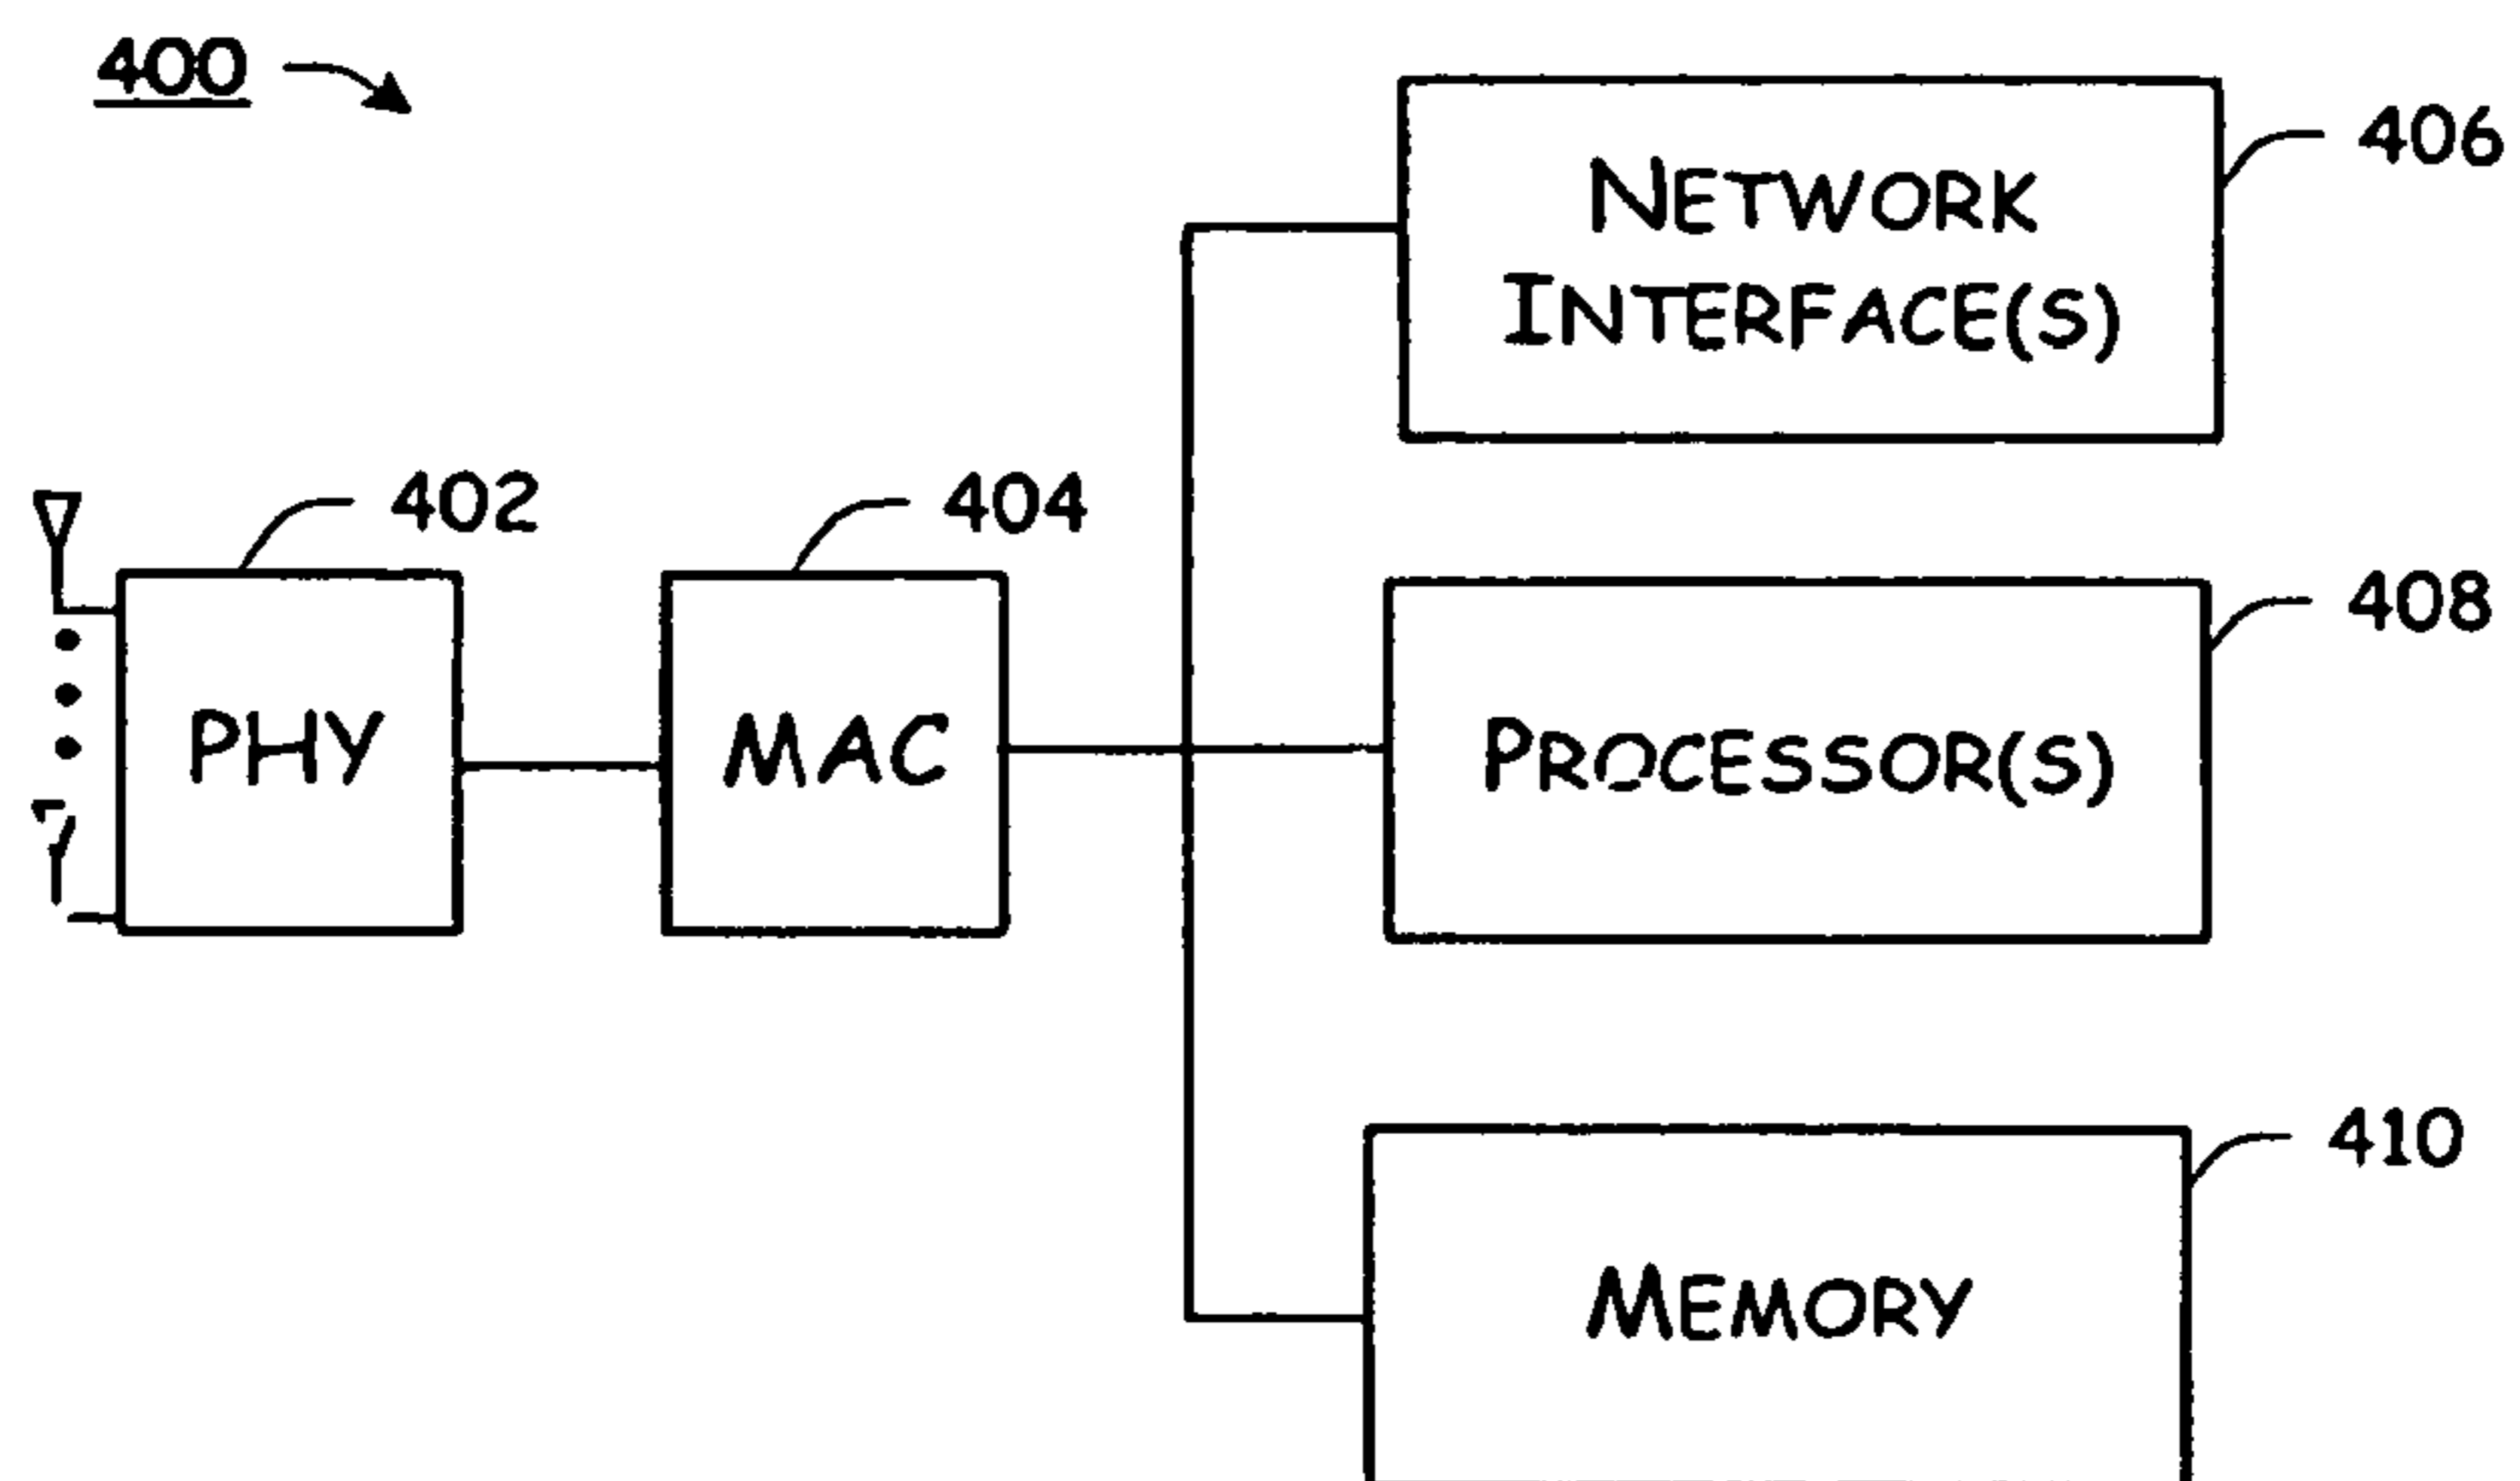 400
406
NETWORK
INTERFACE(S)
402
404
408
PHY
MAC
PROCESSOR(S)
410
MEMORY